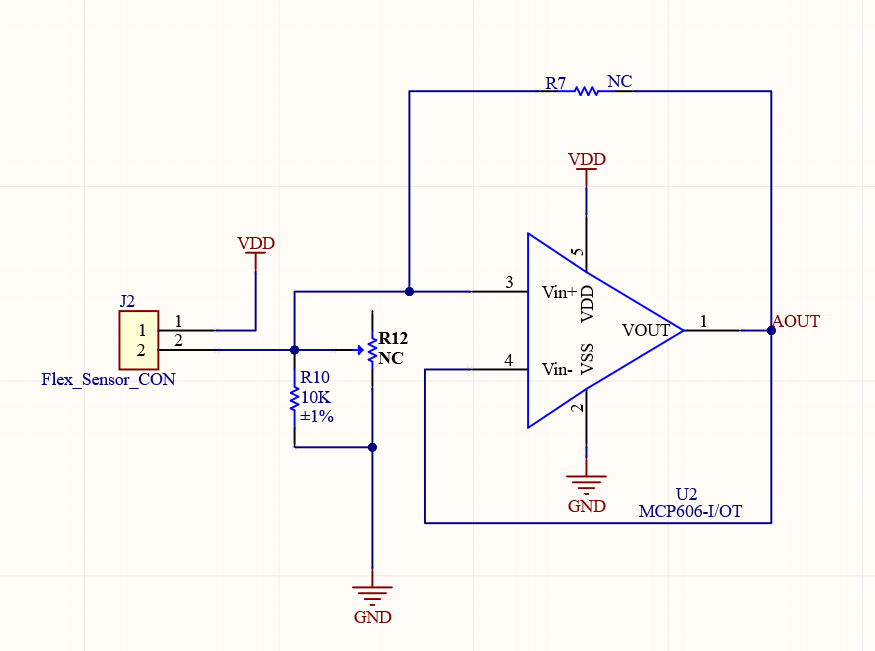 R7 NC
VDD
VDD
J2
1 1
2 2
Flex_Sensor_CON
R12
NC
R10
10K
±1%
3 Vin+
4 Vin-
5 VDD
2 VSS
VOUT 1
AOUT
GND
U2
MCP606-I/OT
GND